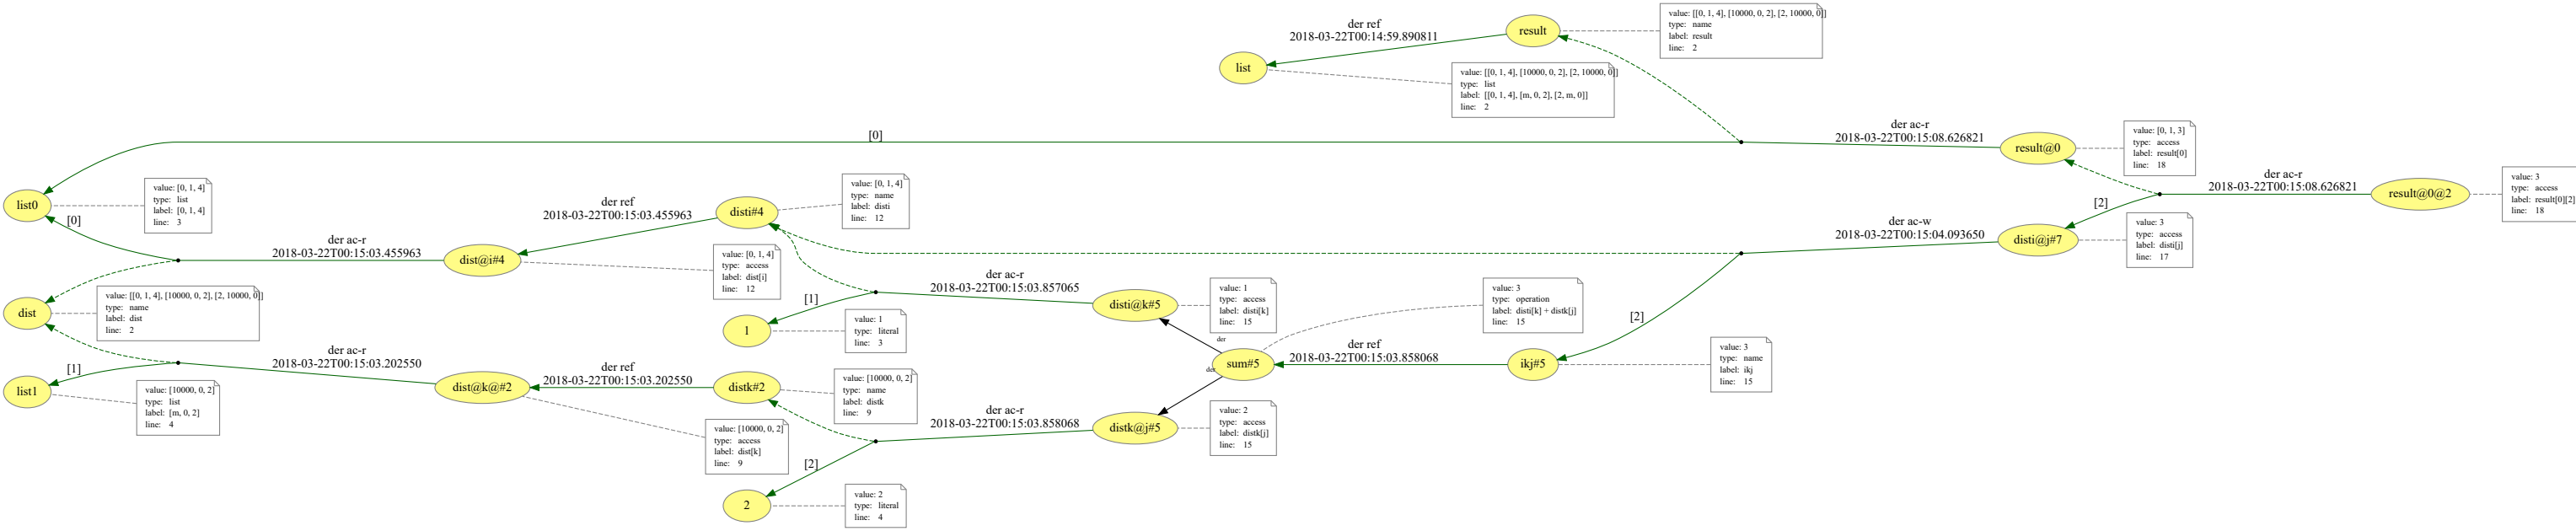 der ref
2018-03-22T00:14:59.890811
result
value: [[0, 1, 4], [10000, 0, 2], [2, 10000, 0]]
type: name
label: result
line: 2
list
value: [[0, 1, 4], [10000, 0, 2], [2, 10000, 0]]
type: list
label: [[0, 1, 4], [m, 0, 2], [2, m, 0]]
line: 2
[0]
der ac-r
2018-03-22T00:15:08.626821
result@0
value: [0, 1, 3]
type: access
label: result[0]
line: 18
der ac-r
2018-03-22T00:15:08.626821
result@0@2
value: 3
type: access
label: result[0][2]
line: 18
[2]
list0
value: [0, 1, 4]
type: list
label: [0, 1, 4]
line: 3
[0]
der ac-r
2018-03-22T00:15:03.455963
dist@i#4
value: [0, 1, 4]
type: access
label: dist[i]
line: 12
der ref
2018-03-22T00:15:03.455963
disti#4
value: [0, 1, 4]
type: name
label: disti
line: 12
der ac-w
2018-03-22T00:15:04.093650
disti@j#7
value: 3
type: access
label: disti[j]
line: 17
[2]
dist
value: [[0, 1, 4], [10000, 0, 2], [2, 10000, 0]]
type: name
label: dist
line: 2
[1]
der ac-r
2018-03-22T00:15:03.857065
disti@k#5
value: 1
type: access
label: disti[k]
line: 15
1
value: 1
type: literal
line: 3
der
der
sum#5
value: 3
type: operation
label: disti[k] + distk[j]
line: 15
der ref
2018-03-22T00:15:03.858068
ikj#5
value: 3
type: name
label: ikj
line: 15
list1
value: [10000, 0, 2]
type: list
label: [m, 0, 2]
line: 4
[1]
der ac-r
2018-03-22T00:15:03.202550
dist@k@#2
value: [10000, 0, 2]
type: access
label: dist[k]
line: 9
der ref
2018-03-22T00:15:03.202550
distk#2
value: [10000, 0, 2]
type: name
label: distk
line: 9
der ac-r
2018-03-22T00:15:03.858068
distk@j#5
value: 2
type: access
label: distk[j]
line: 15
[2]
2
value: 2
type: literal
line: 4